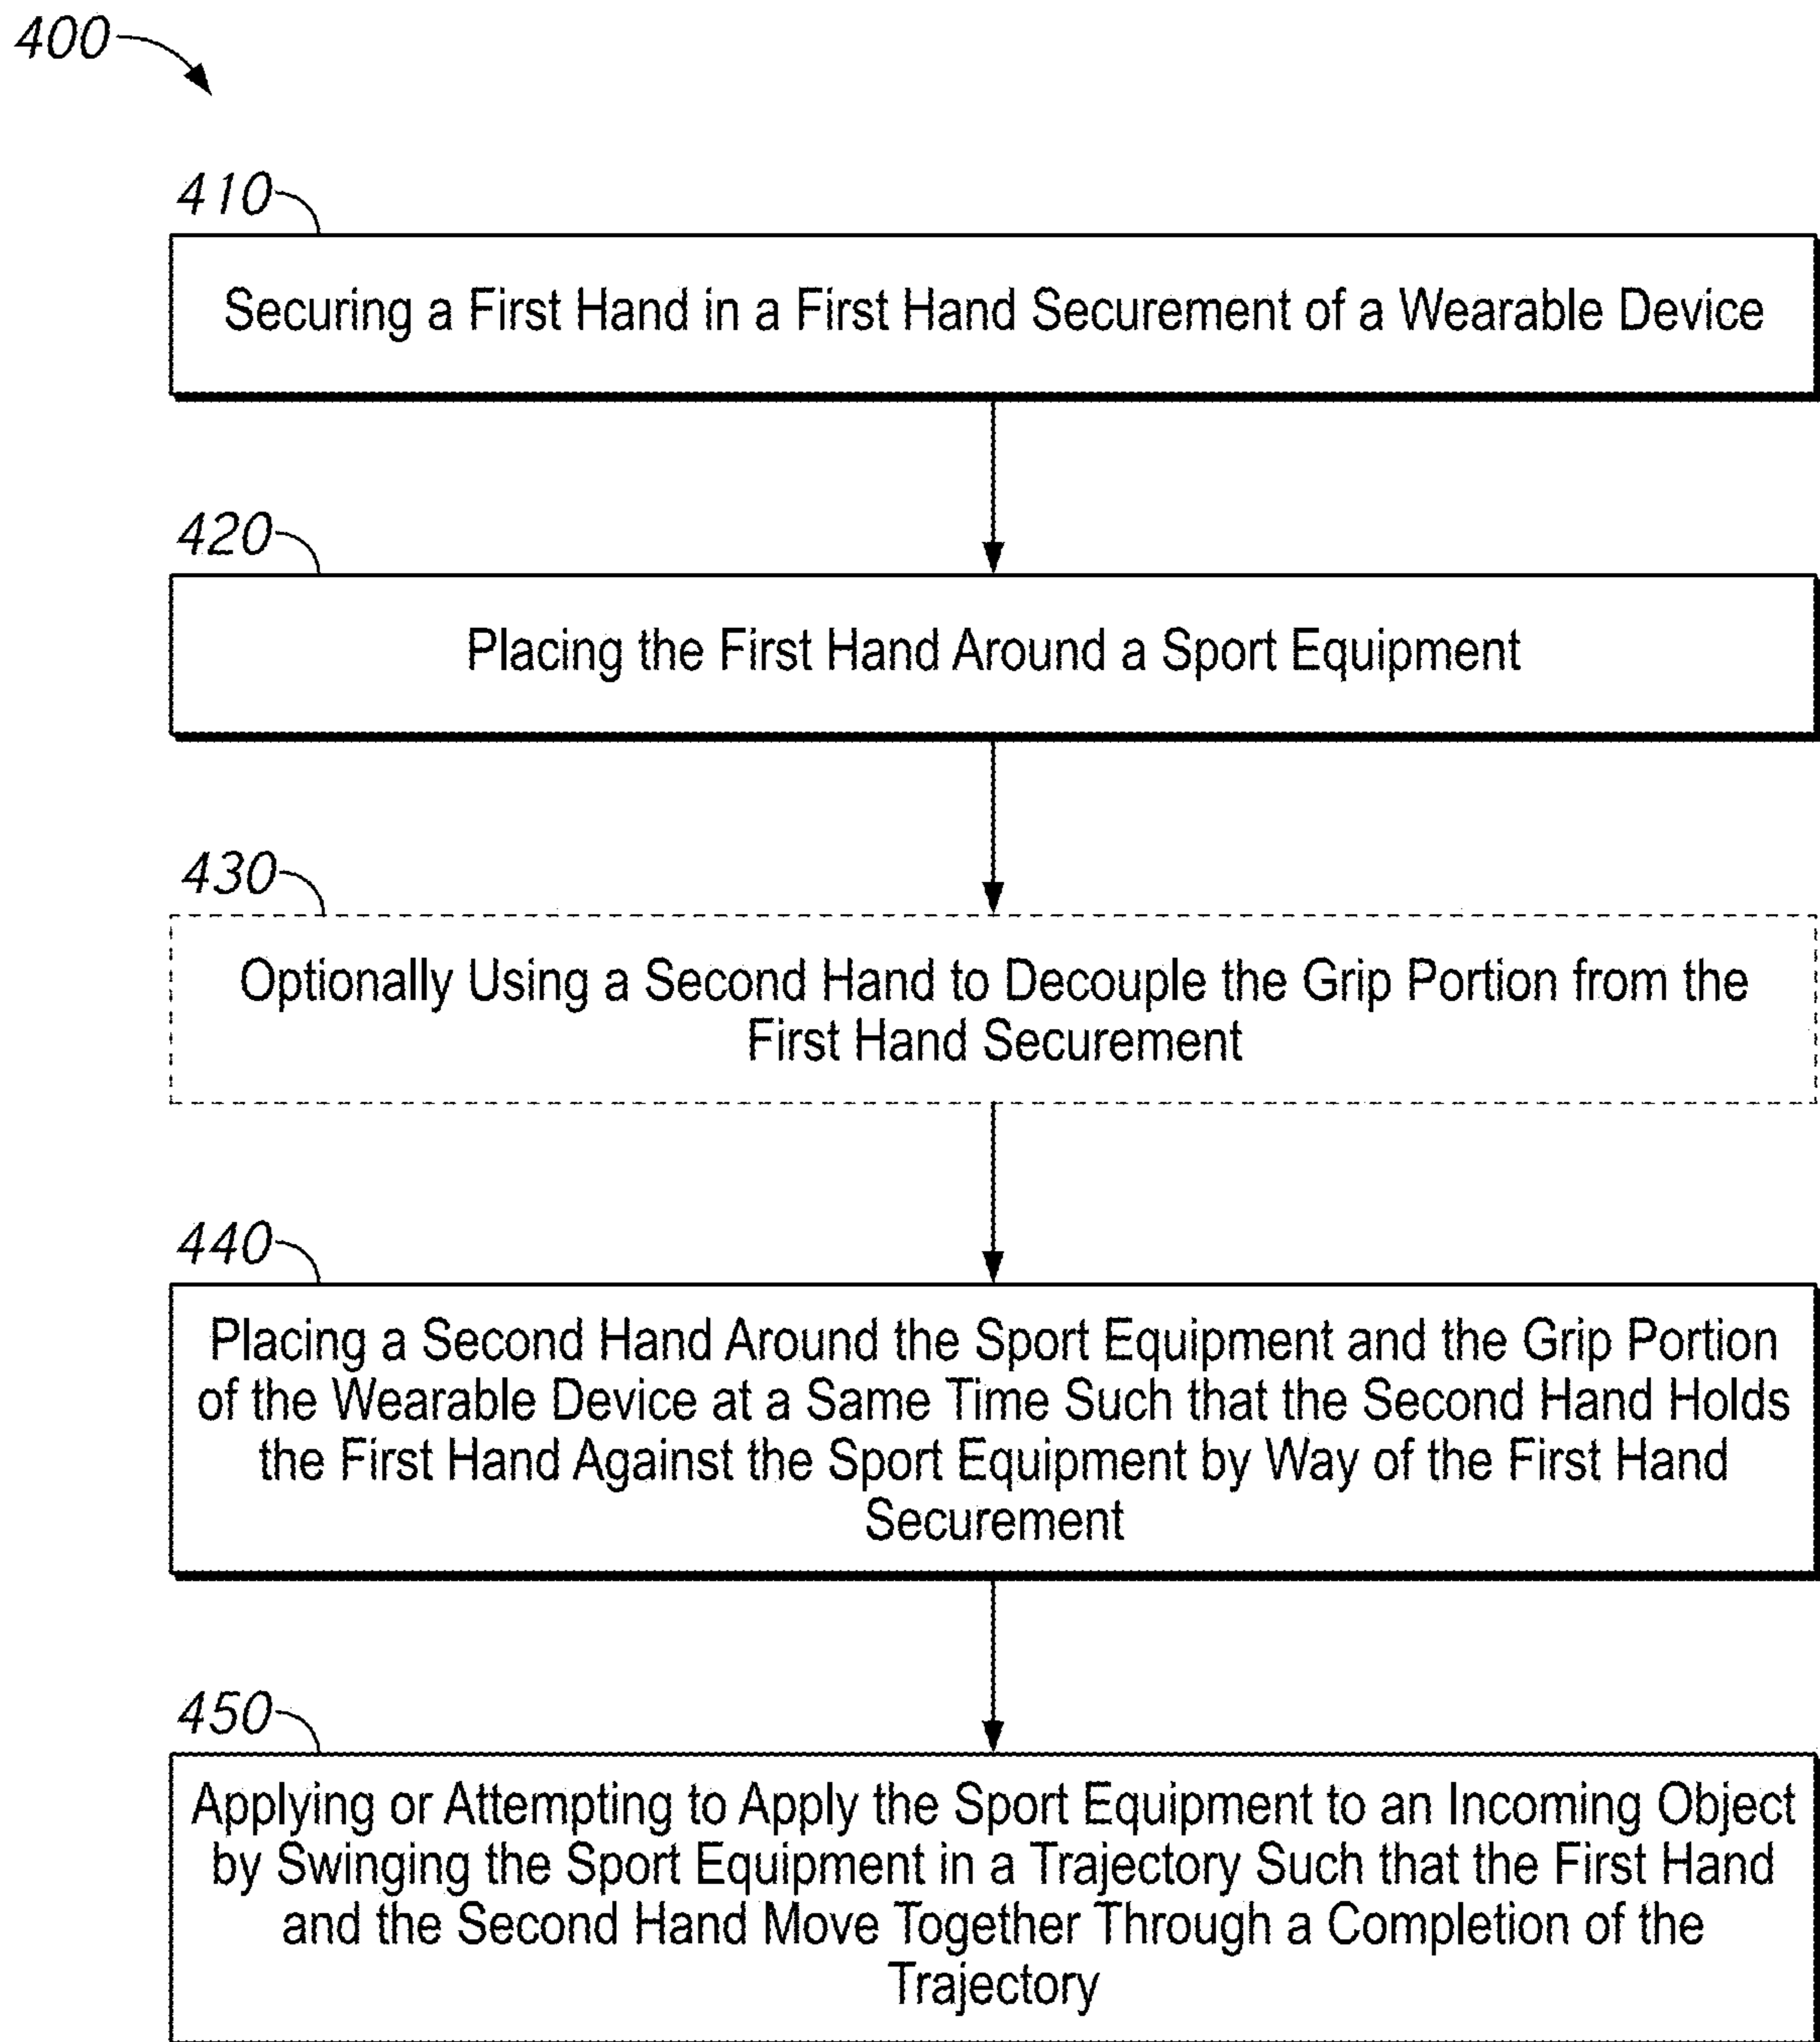 400
410
Securing a First Hand in a First Hand Securement of a Wearable Device
420
Placing the First Hand Around a Sport Equipment
430
Optionally Using a Second Hand to Decouple the Grip Portion from the
First Hand Securement
440
Placing a Second Hand Around the Sport Equipment and the Grip Portion
of the Wearable Device at a Same Time Such that the Second Hand Holds
the First Hand Against the Sport Equipment by Way of the First Hand
Securement
450
Applying or Attempting to Apply the Sport Equipment to an Incoming Object
by Swinging the Sport Equipment in a Trajectory Such that the First Hand
and the Second Hand Move Together Through a Completion of the
Trajectory